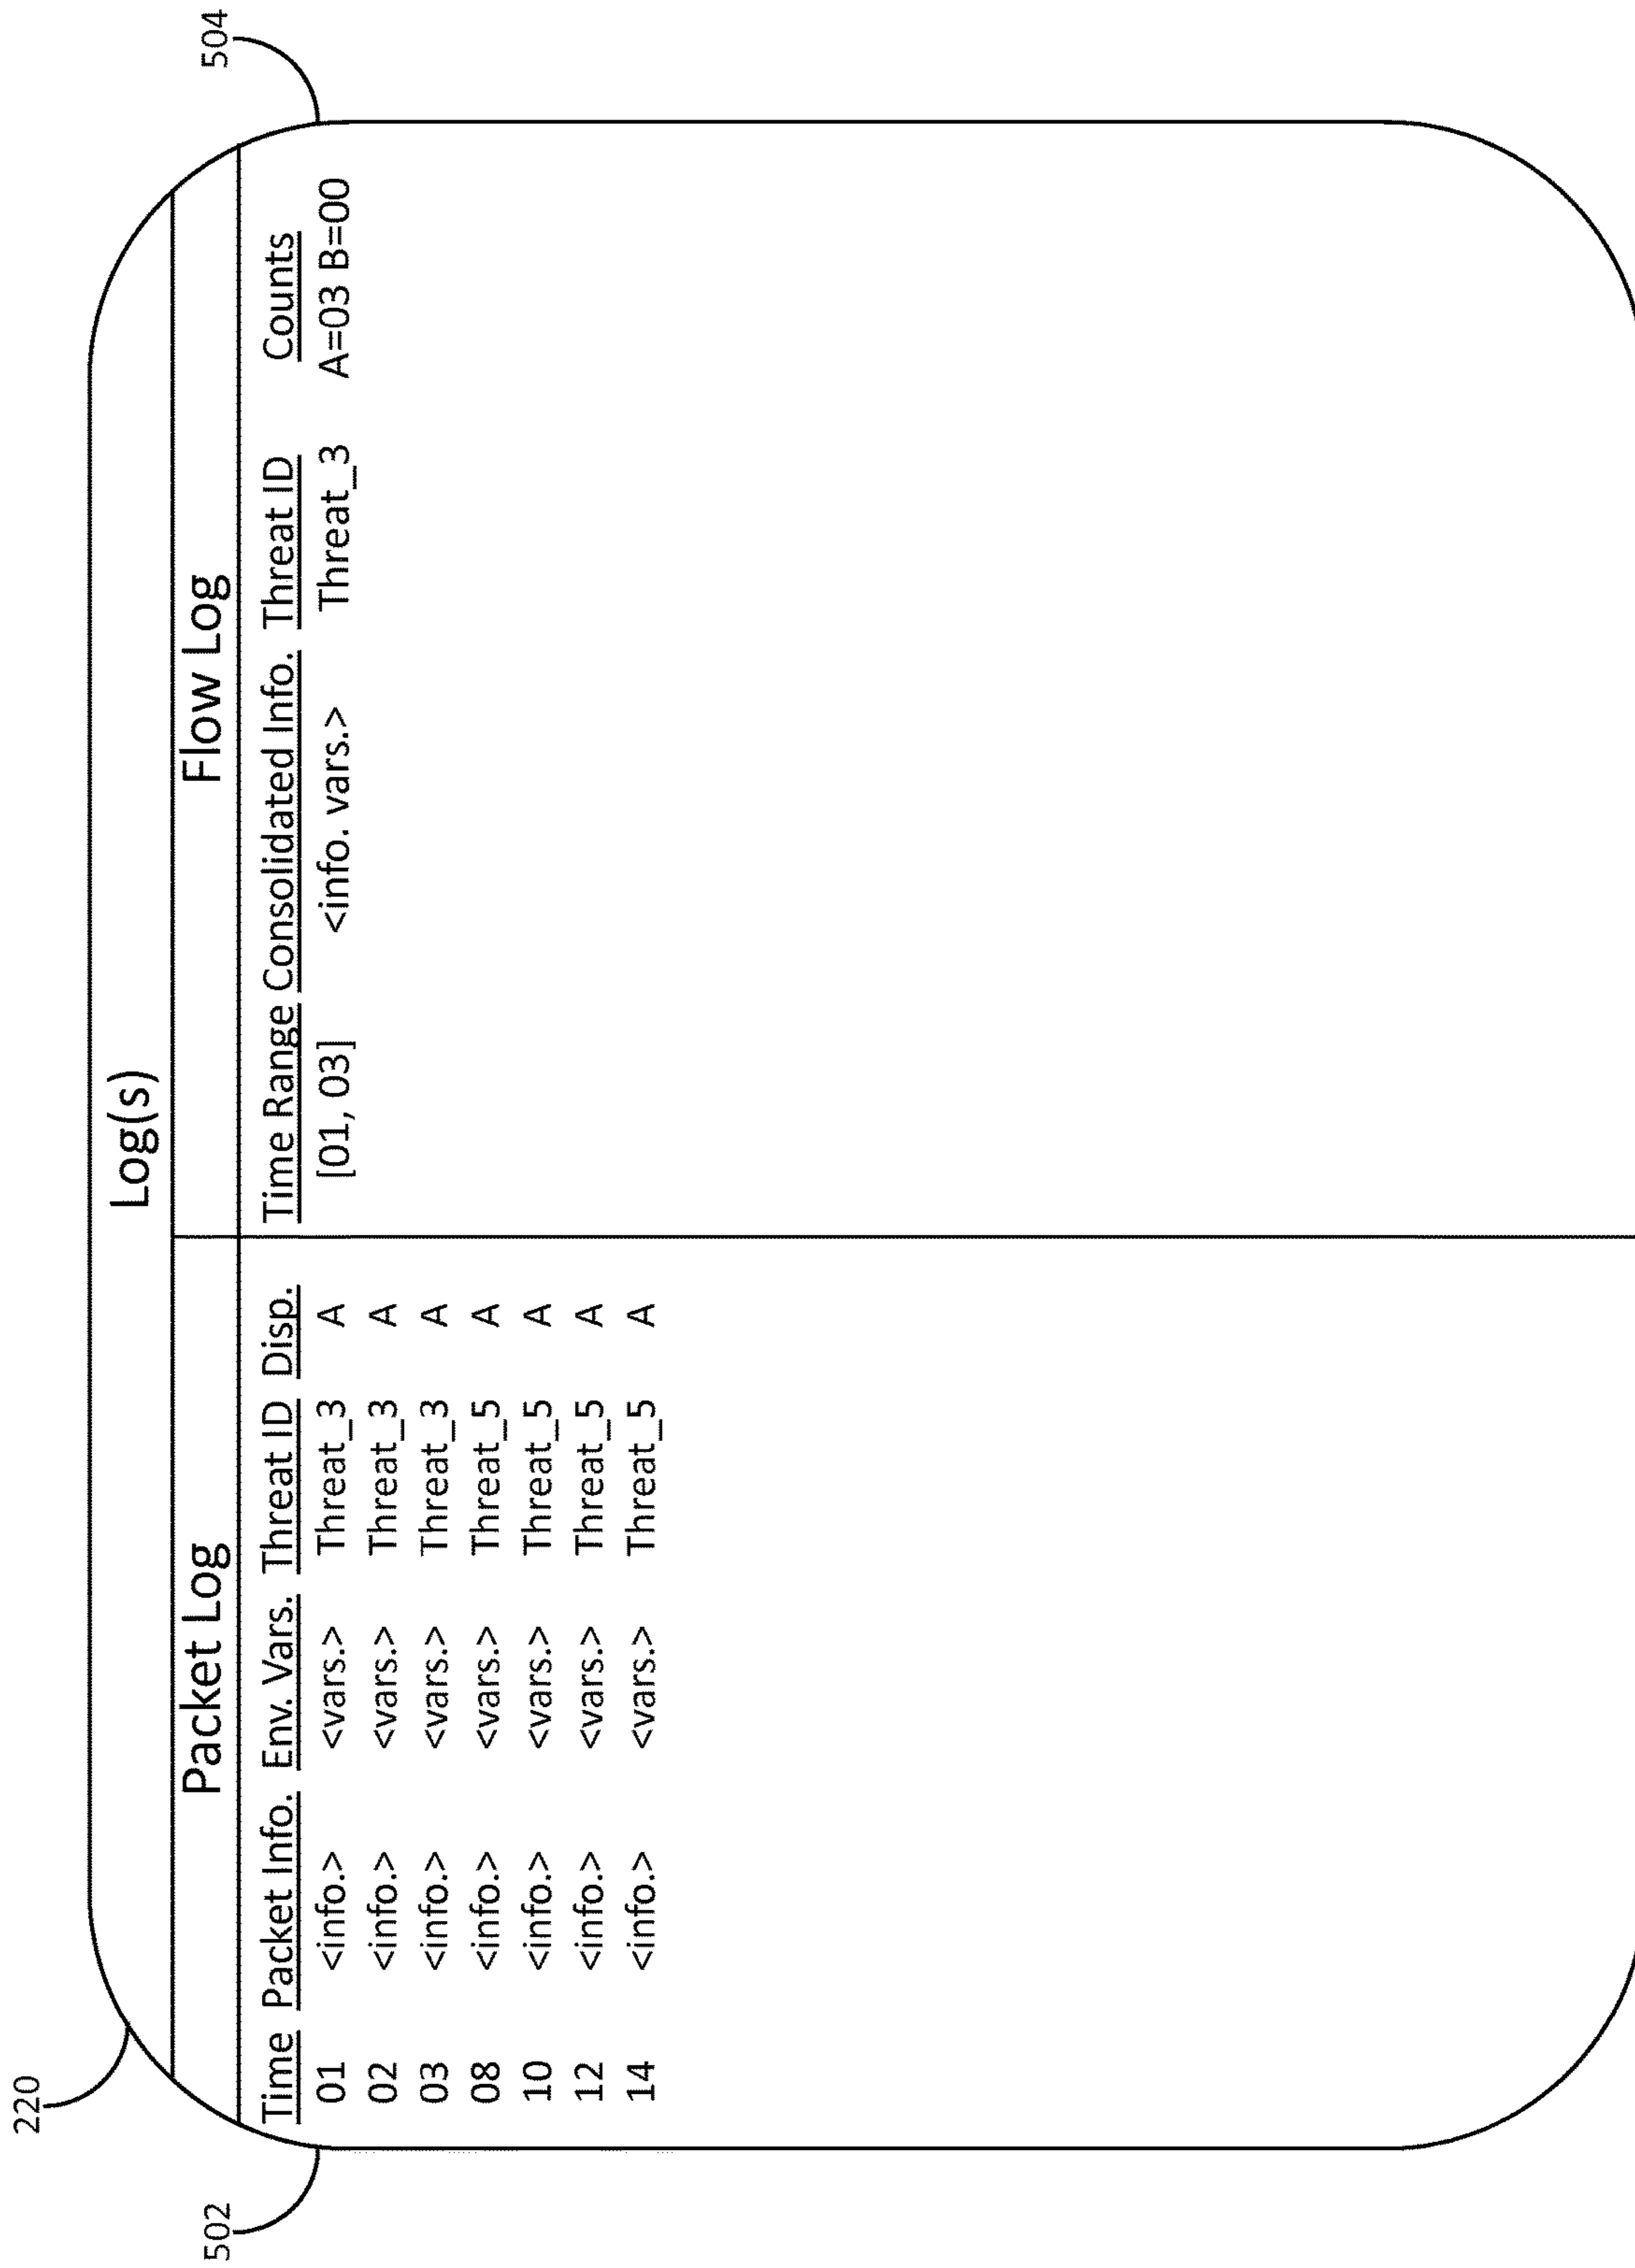 220
504
502
Log(s)
Packet Log
Flow Log
Time Packet Info. Env. Vars. Threat ID Disp.
Time Range Consolidated Info. Threat ID Counts
01 <info.> <vars.> Threat_3 A
[01, 03] <info. vars.> Threat_3 A=03 B=00
02 <info.> <vars.> Threat_3 A
03 <info.> <vars.> Threat_3 A
08 <info.> <vars.> Threat_5 A
10 <info.> <vars.> Threat_5 A
12 <info.> <vars.> Threat_5 A
14 <info.> <vars.> Threat_5 A